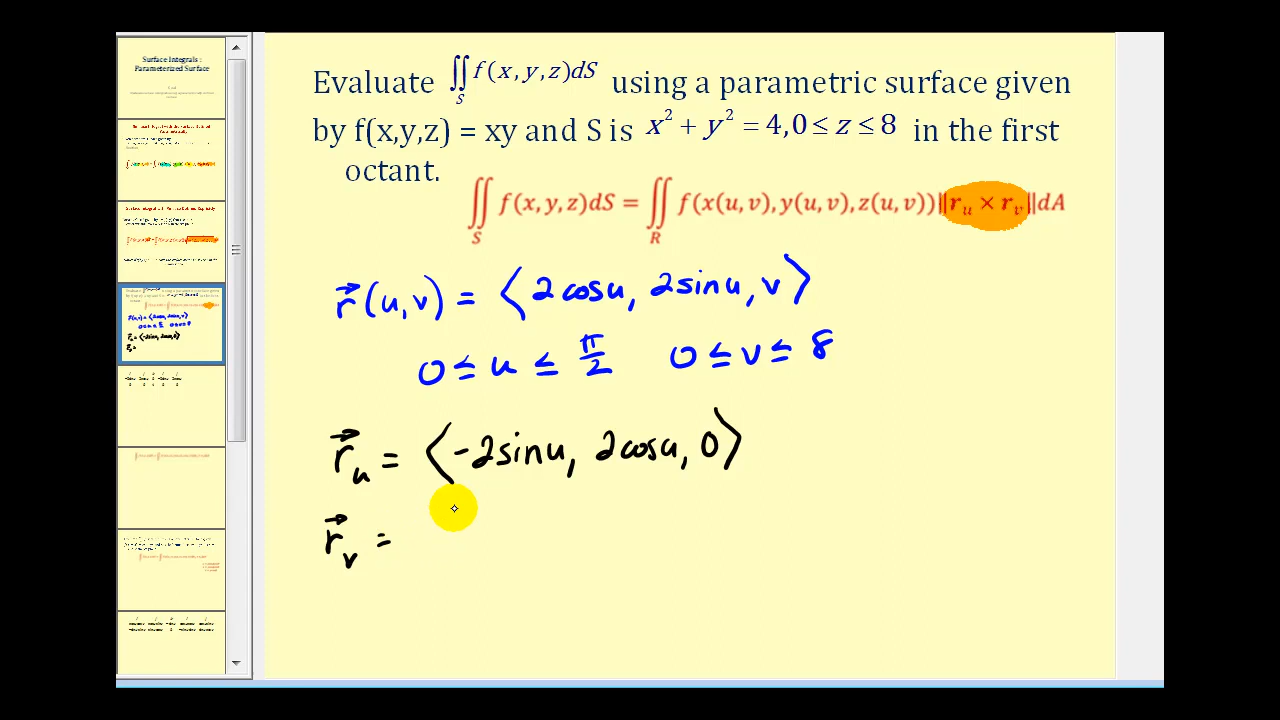 Surface Integrals :
Parameterized Surface
Evaluate ∬_S f(x,y,z)dS using a parametric surface given
by f(x,y,z) = xy and S is x² + y² = 4, 0 ≤ z ≤ 8 in the first
octant.
∬_S f(x,y,z)dS = ∬_R f(x(u,v), y(u,v), z(u,v))‖r_u × r_v‖dA
r⃗(u,v) = ⟨2cosu, 2sinu, v⟩
0 ≤ u ≤ π/2 0 ≤ v ≤ 8
r⃗_u = ⟨-2sinu, 2cosu, 0⟩
r⃗_v =